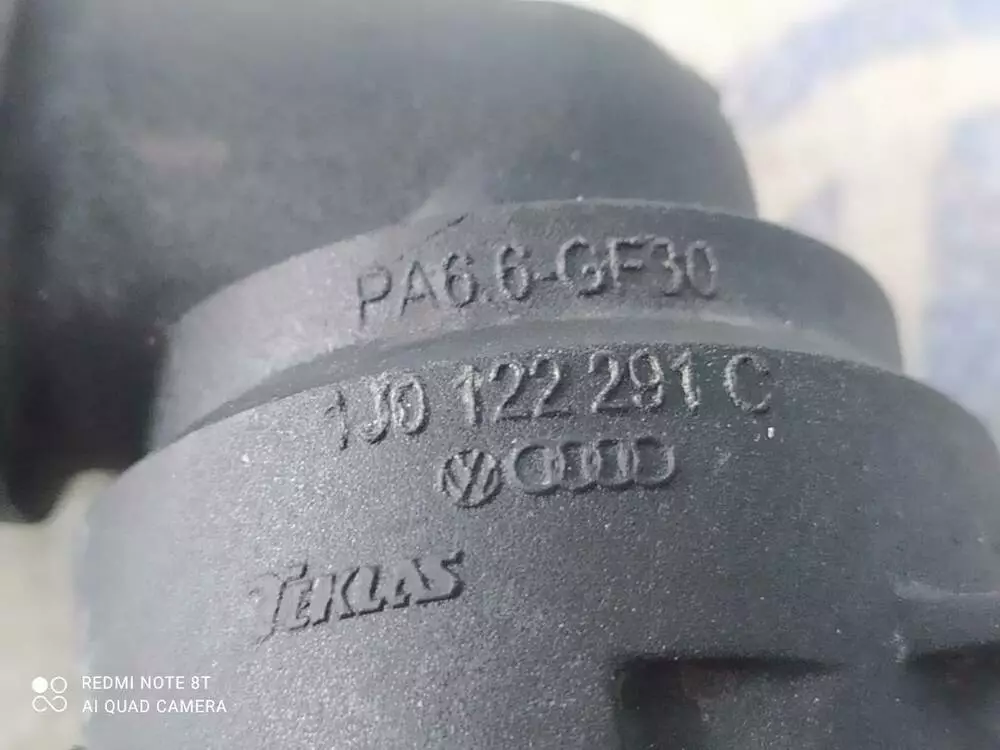 PA6.6-GF30
1J0 122 291 C
TEKLAS
REDMI NOTE 8T
AI QUAD CAMERA